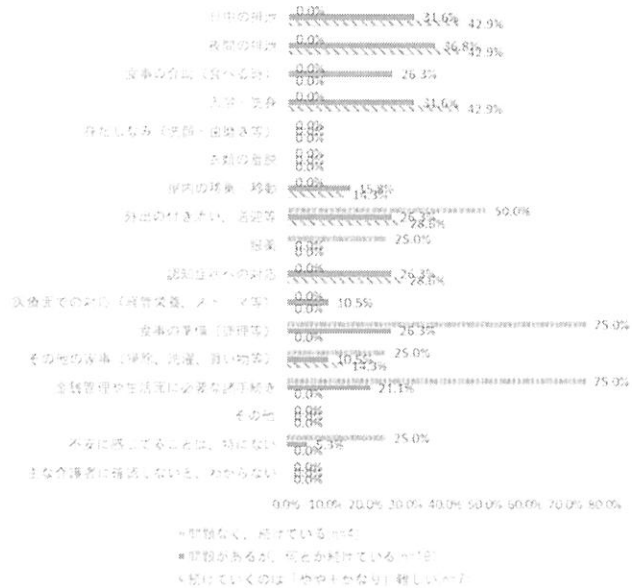 日中の排泄 0.0% 31.6% 42.9%
夜間の排泄 0.0% 36.8% 42.9%
食事の介助（食べる時） 0.0% 26.3% 0.0%
入浴・洗身 0.0% 31.6% 42.9%
身だしなみ（洗顔・歯磨き等） 0.0% 0.0% 0.0%
衣類の着脱 0.0% 0.0% 0.0%
屋内の移乗・移動 0.0% 15.8% 14.3%
外出の付き添い、送迎等 50.0% 26.3% 28.6%
服薬 25.0% 0.0% 0.0%
認知症状への対応 0.0% 26.3% 28.6%
医療面での対応（経管栄養、ストーマ等） 0.0% 10.5% 0.0%
食事の準備（調理等） 75.0% 26.3% 0.0%
その他の家事（掃除、洗濯、買い物等） 25.0% 10.5% 14.3%
金銭管理や生活面に必要な諸手続き 75.0% 21.1% 0.0%
その他 0.0% 0.0% 0.0%
不安に感じていることは、特にない 25.0% 5.3% 0.0%
主な介護者に確認しないと、わからない 0.0% 0.0% 0.0%
0.0% 10.0% 20.0% 30.0% 40.0% 50.0% 60.0% 70.0% 80.0%
問題なく、続けている
問題はあるが、何とか続けている
続けていくのは「やや+かなり」難しい